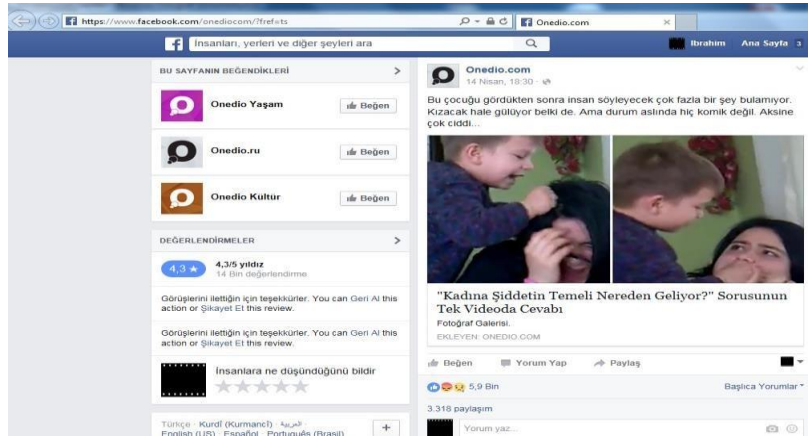 https://www.facebook.com/onediocom/?fref=ts
Onedio.com
İnsanları, yerleri ve diğer şeyleri ara
Ibrahim Ana Sayfa 3
BU SAYFANIN BEĞENDİKLERİ
Onedio Yaşam
Beğen
Onedio.ru
Beğen
Onedio Kültür
Beğen
DEĞERLENDİRMELER
4,3
4,3/5 yıldız
14 Bin değerlendirme
Görüşlerini ilettiğin için teşekkürler. You can Geri Al this
action or Şikayet Et this review.
Görüşlerini ilettiğin için teşekkürler. You can Geri Al this
action or Şikayet Et this review.
İnsanlara ne düşündüğünü bildir
Türkçe · Kurdî (Kurmancî) · العربية ·
English (US) · Español · Português (Brasil)
Onedio.com
14 Nisan, 18:30
Bu çocuğu gördükten sonra insan söyleyecek çok fazla bir şey bulamıyor.
Kızacak hale gülüyor belki de. Ama durum aslında hiç komik değil. Aksine
çok ciddi...
"Kadına Şiddetin Temeli Nereden Geliyor?" Sorusunun
Tek Videoda Cevabı
Fotoğraf Galerisi.
EKLEYEN: ONEDIO.COM
Beğen Yorum Yap Paylaş
5,9 Bin Başlıca Yorumlar
3.318 paylaşım
Yorum yaz...